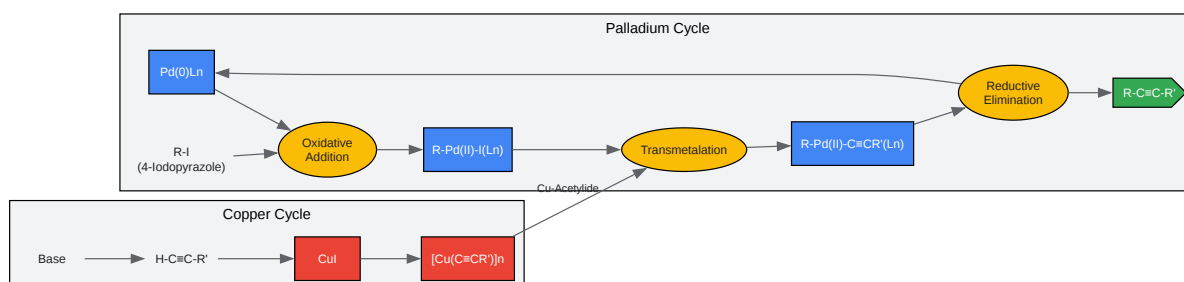 Palladium Cycle
Pd(0)Ln
R-I
(4-Iodopyrazole)
Oxidative
Addition
R-Pd(II)-I(Ln)
Transmetalation
R-Pd(II)-C≡CR'(Ln)
Reductive
Elimination
R-C≡C-R'
Cu-Acetylide
Copper Cycle
Base
H-C≡C-R'
CuI
[Cu(C≡CR')]n